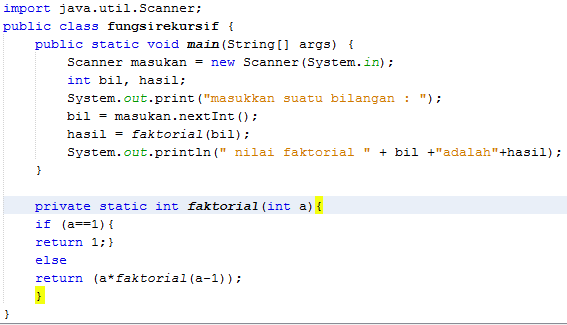 import java.util.Scanner;
public class fungsirekursif {
    public static void main(String[] args) {
        Scanner masukan = new Scanner(System.in);
        int bil, hasil;
        System.out.print("masukkan suatu bilangan : ");
        bil = masukan.nextInt();
        hasil = faktorial(bil);
        System.out.println(" nilai faktorial " + bil +"adalah"+hasil);
    }

    private static int faktorial(int a){
    if (a==1){
    return 1;}
    else
    return (a*faktorial(a-1));
    }
}